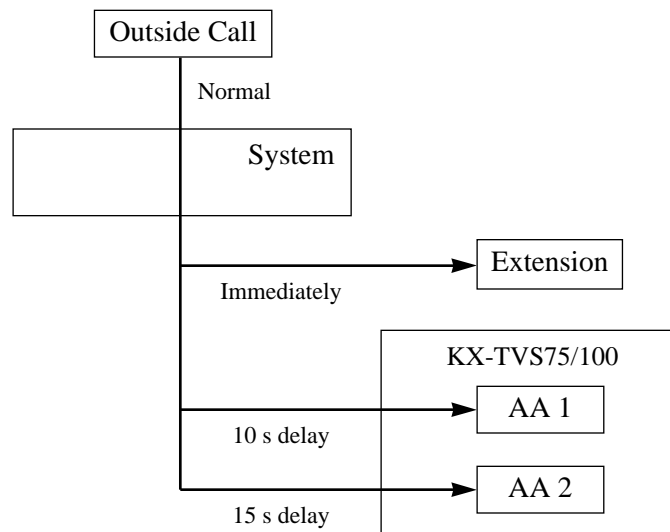 Outside Call
Normal
System
Extension
Immediately
KX-TVS75/100
AA 1
10 s delay
AA 2
15 s delay